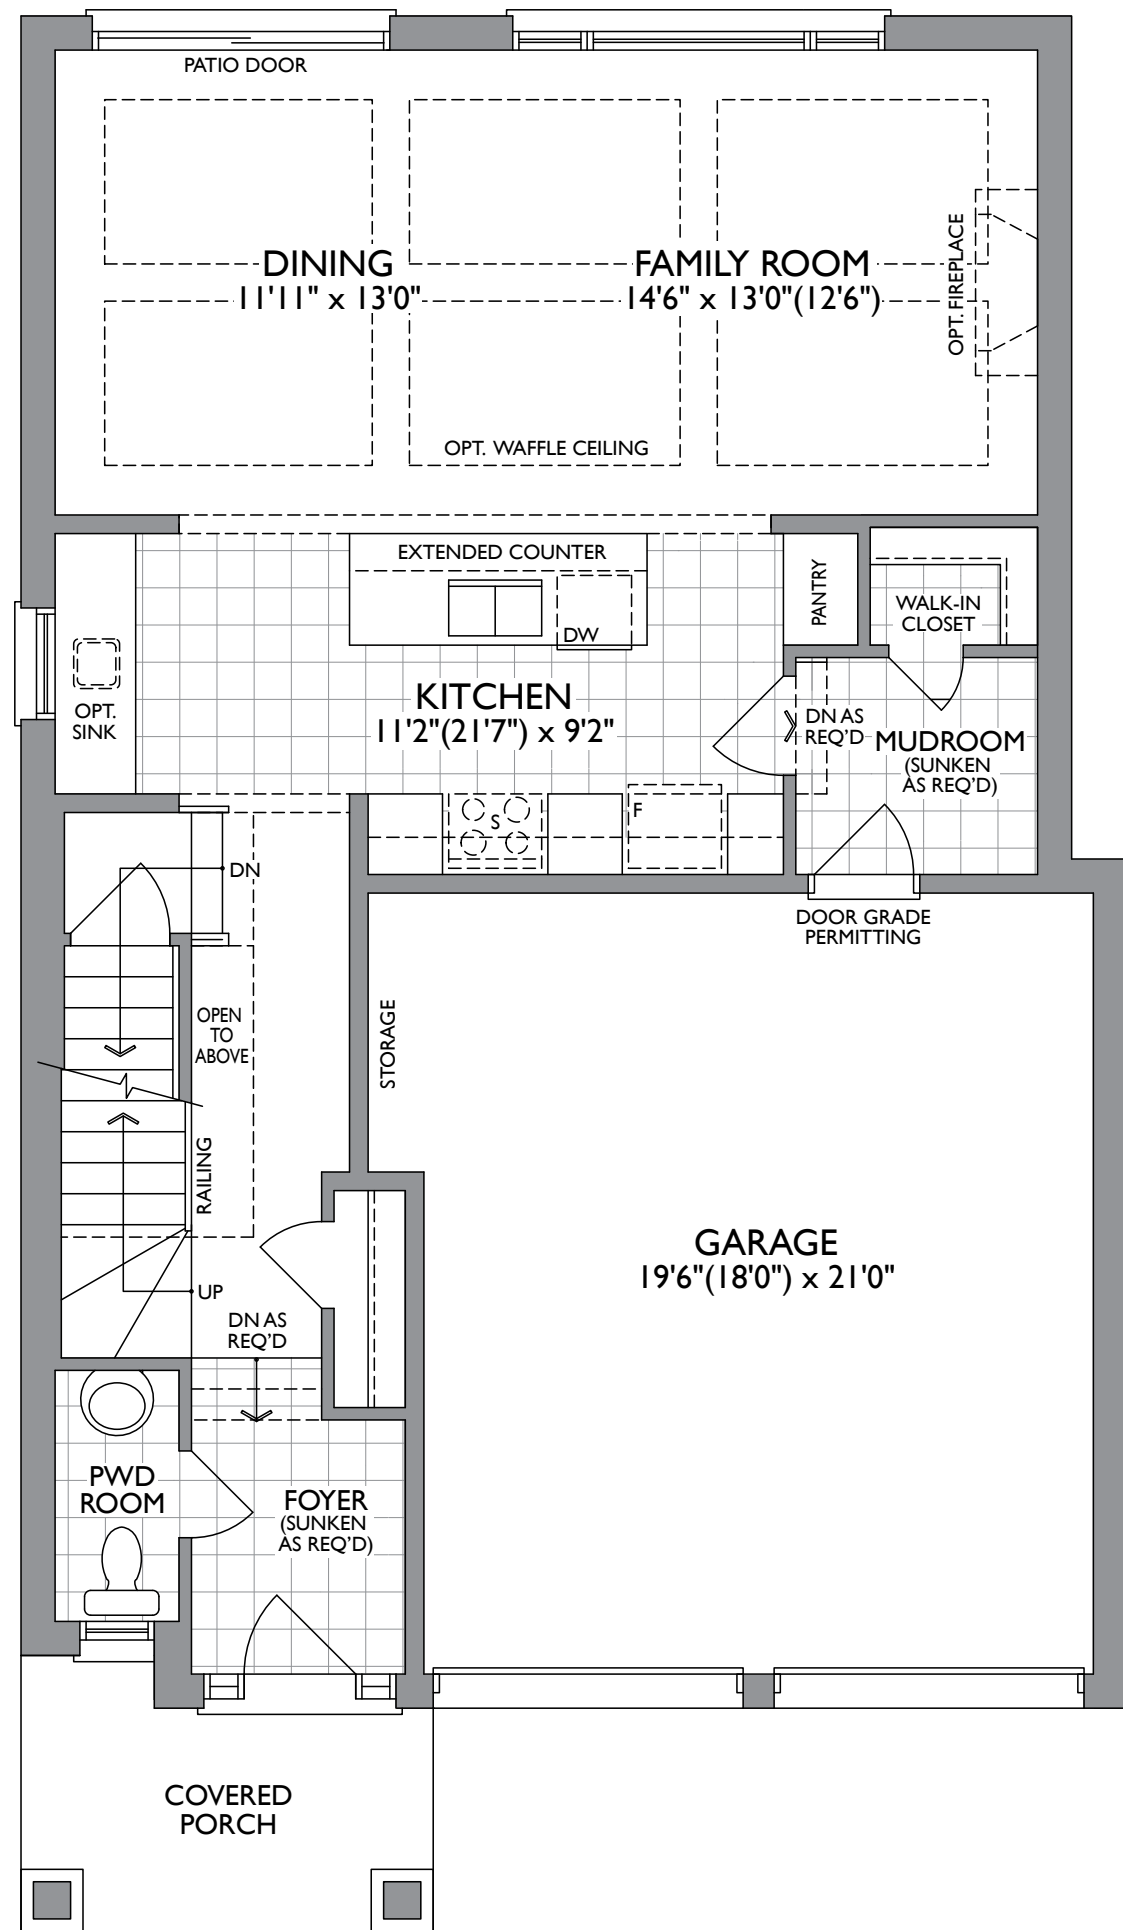 PATIO DOOR
DINING
11'11" x 13'0"
FAMILY ROOM
14'6" x 13'0"(12'6")
OPT. FIREPLACE
OPT. WAFFLE CEILING
EXTENDED COUNTER
DW
PANTRY
WALK-IN
CLOSET
OPT.
SINK
KITCHEN
11'2"(21'7") x 9'2"
DN AS
REQ'D
MUDROOM
(SUNKEN
AS REQ'D)
S
F
DN
DOOR GRADE
PERMITTING
OPEN
TO
ABOVE
STORAGE
RAILING
GARAGE
19'6"(18'0") x 21'0"
UP
DN AS
REQ'D
PWD
ROOM
FOYER
(SUNKEN
AS REQ'D)
COVERED
PORCH